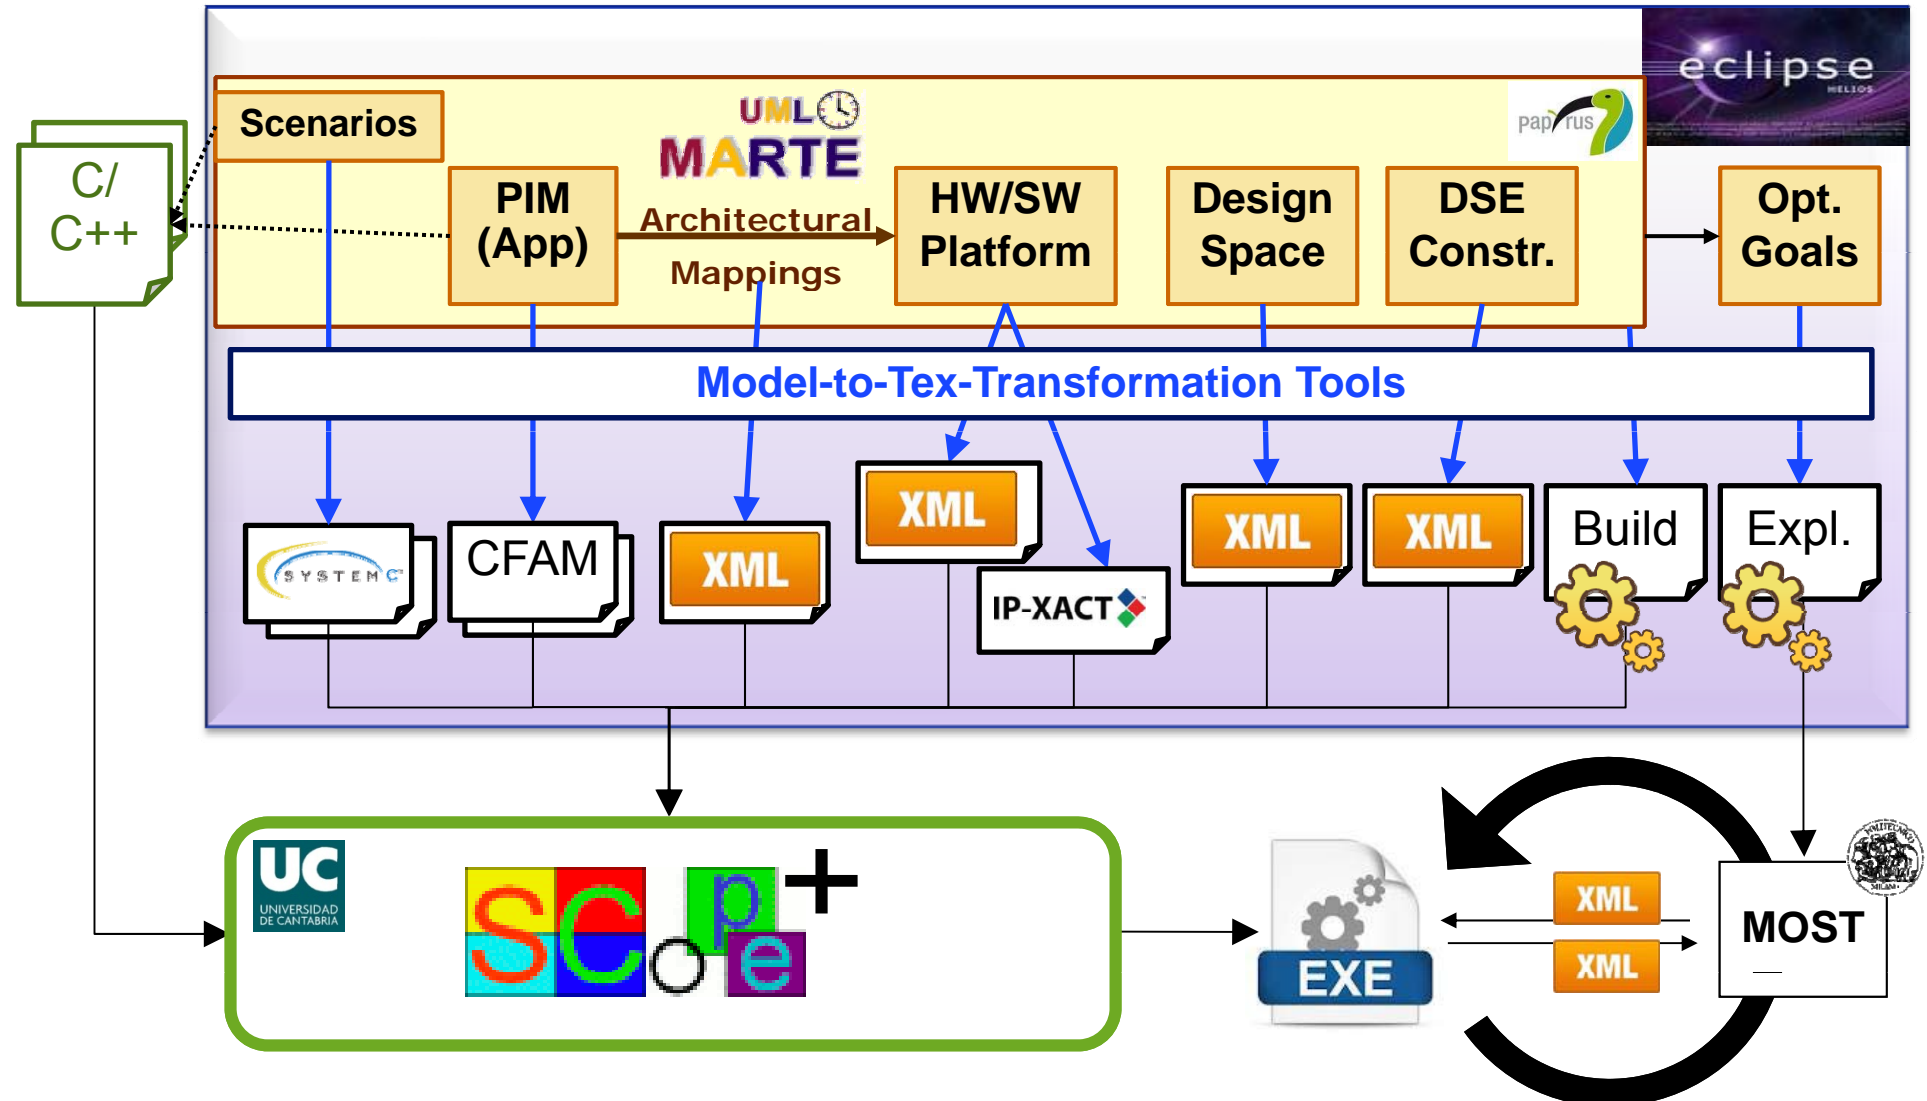 eclipse
HELIOS
Scenarios
UML
MARTE
papyrus
C/
C++
PIM
(App)
Architectural
Mappings
HW/SW
Platform
Design
Space
DSE
Constr.
Opt.
Goals
Model-to-Tex-Transformation Tools
SYSTEMC
CFAM
XML
XML
IP-XACT
XML
XML
Build
Expl.
UC
UNIVERSIDAD
DE CANTABRIA
SCope+
EXE
XML
XML
MOST
POLITECNICO
MILANO